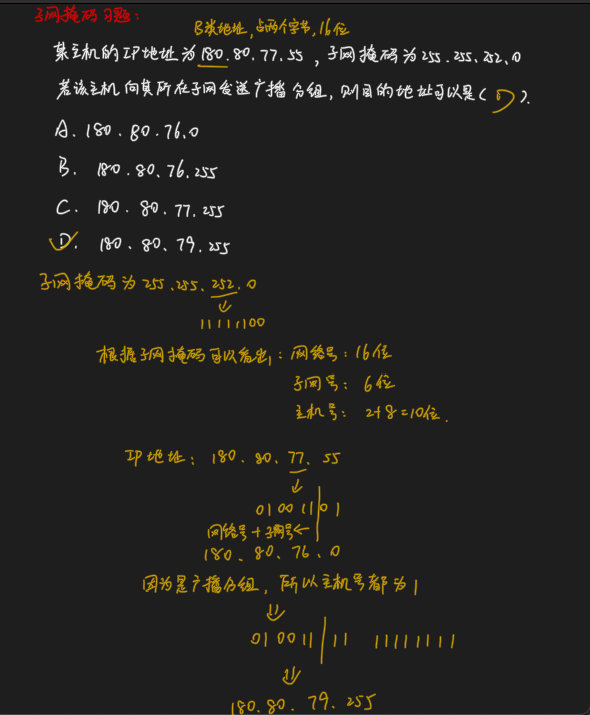 子网掩码习题：
B类地址，占两个字节，16位
某主机的IP地址为180.80.77.55，子网掩码为255.255.252.0
若该主机向其所在子网发送广播分组，则目的地址可以是（D）．
A. 180.80.76.0
B. 180.80.76.255
C. 180.80.77.255
D. 180.80.79.255
子网掩码为255.255.252.0
11111100
根据子网掩码可以看出：网络号：16位
子网号：6位
主机号：2+8=10位．
IP地址：180.80.77.55
010011|01
网络号+子网号←
180.80.76.0
因为是广播分组，所以主机号都为1
010011|11 11111111
180.80.79.255